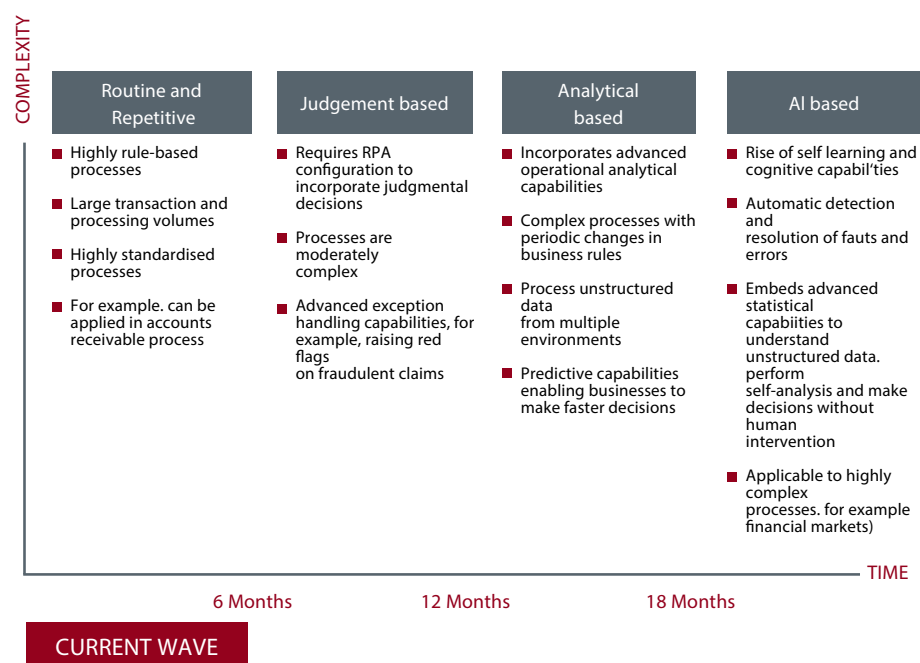 COMPLEXITY
Routine and
Repetitive
Highly rule-based
processes
Large transaction and
processing volumes
Highly standardised
processes
For example. can be
applied in accounts
receivable process
Judgement based
Requires RPA
configuration to
incorporate judgmental
decisions
Processes are
moderately
complex
Advanced exception
handling capabilities, for
example, raising red
flags
on fraudulent claims
Analytical
based
Incorporates advanced
operational analytical
capabilities
Complex processes with
periodic changes in
business rules
Process unstructured
data
from multiple
environments
Predictive capabilities
enabling businesses to
make faster decisions
AI based
Rise of self learning and
cognitive capabil‘ties
Automatic detection
and
resolution of fauts and
errors
Embeds advanced
statistical
capabiities to
understand
unstructured data.
perform
self-analysis and make
decisions without
human
intervention
Applicable to highly
complex
processes. for example
financial markets)
TIME
6 Months
12 Months
18 Months
CURRENT WAVE